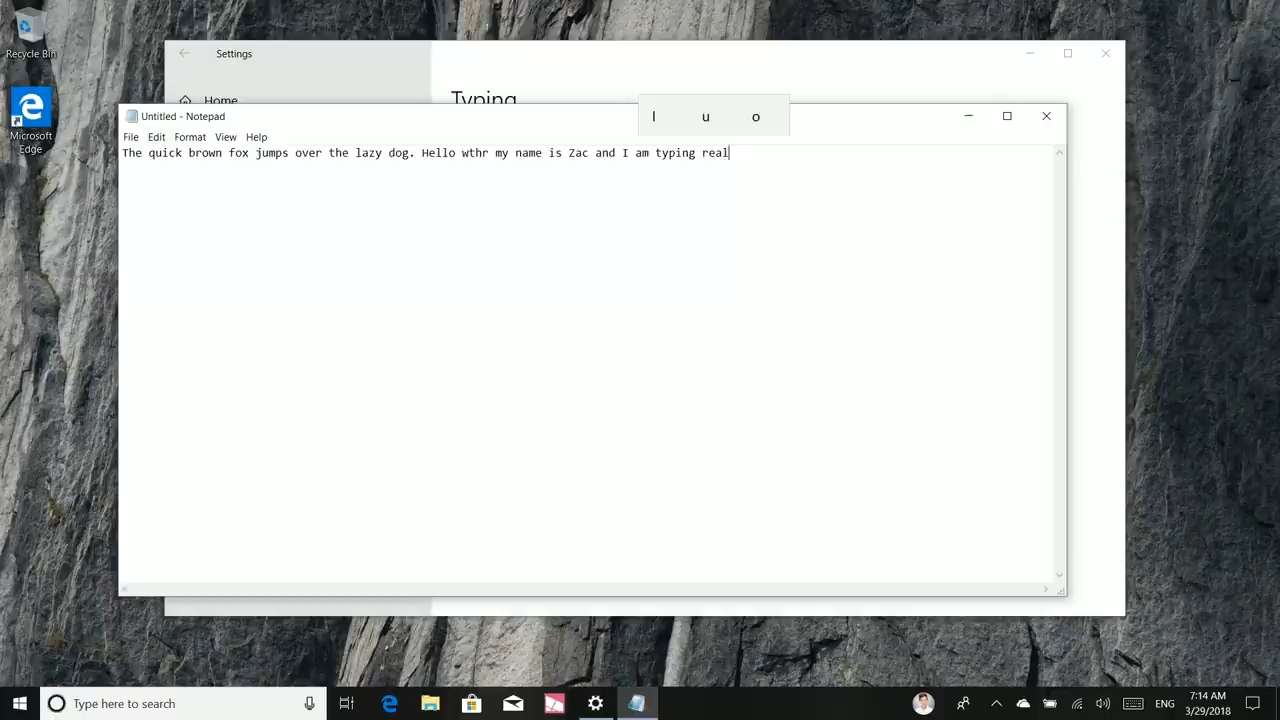 Recycle Bin
Settings
Home
Typing
Microsoft
Edge
Untitled - Notepad
l u o
File Edit Format View Help
The quick brown fox jumps over the lazy dog. Hello wthr my name is Zac and I am typing real
Type here to search
ENG
7:14 AM
3/29/2018